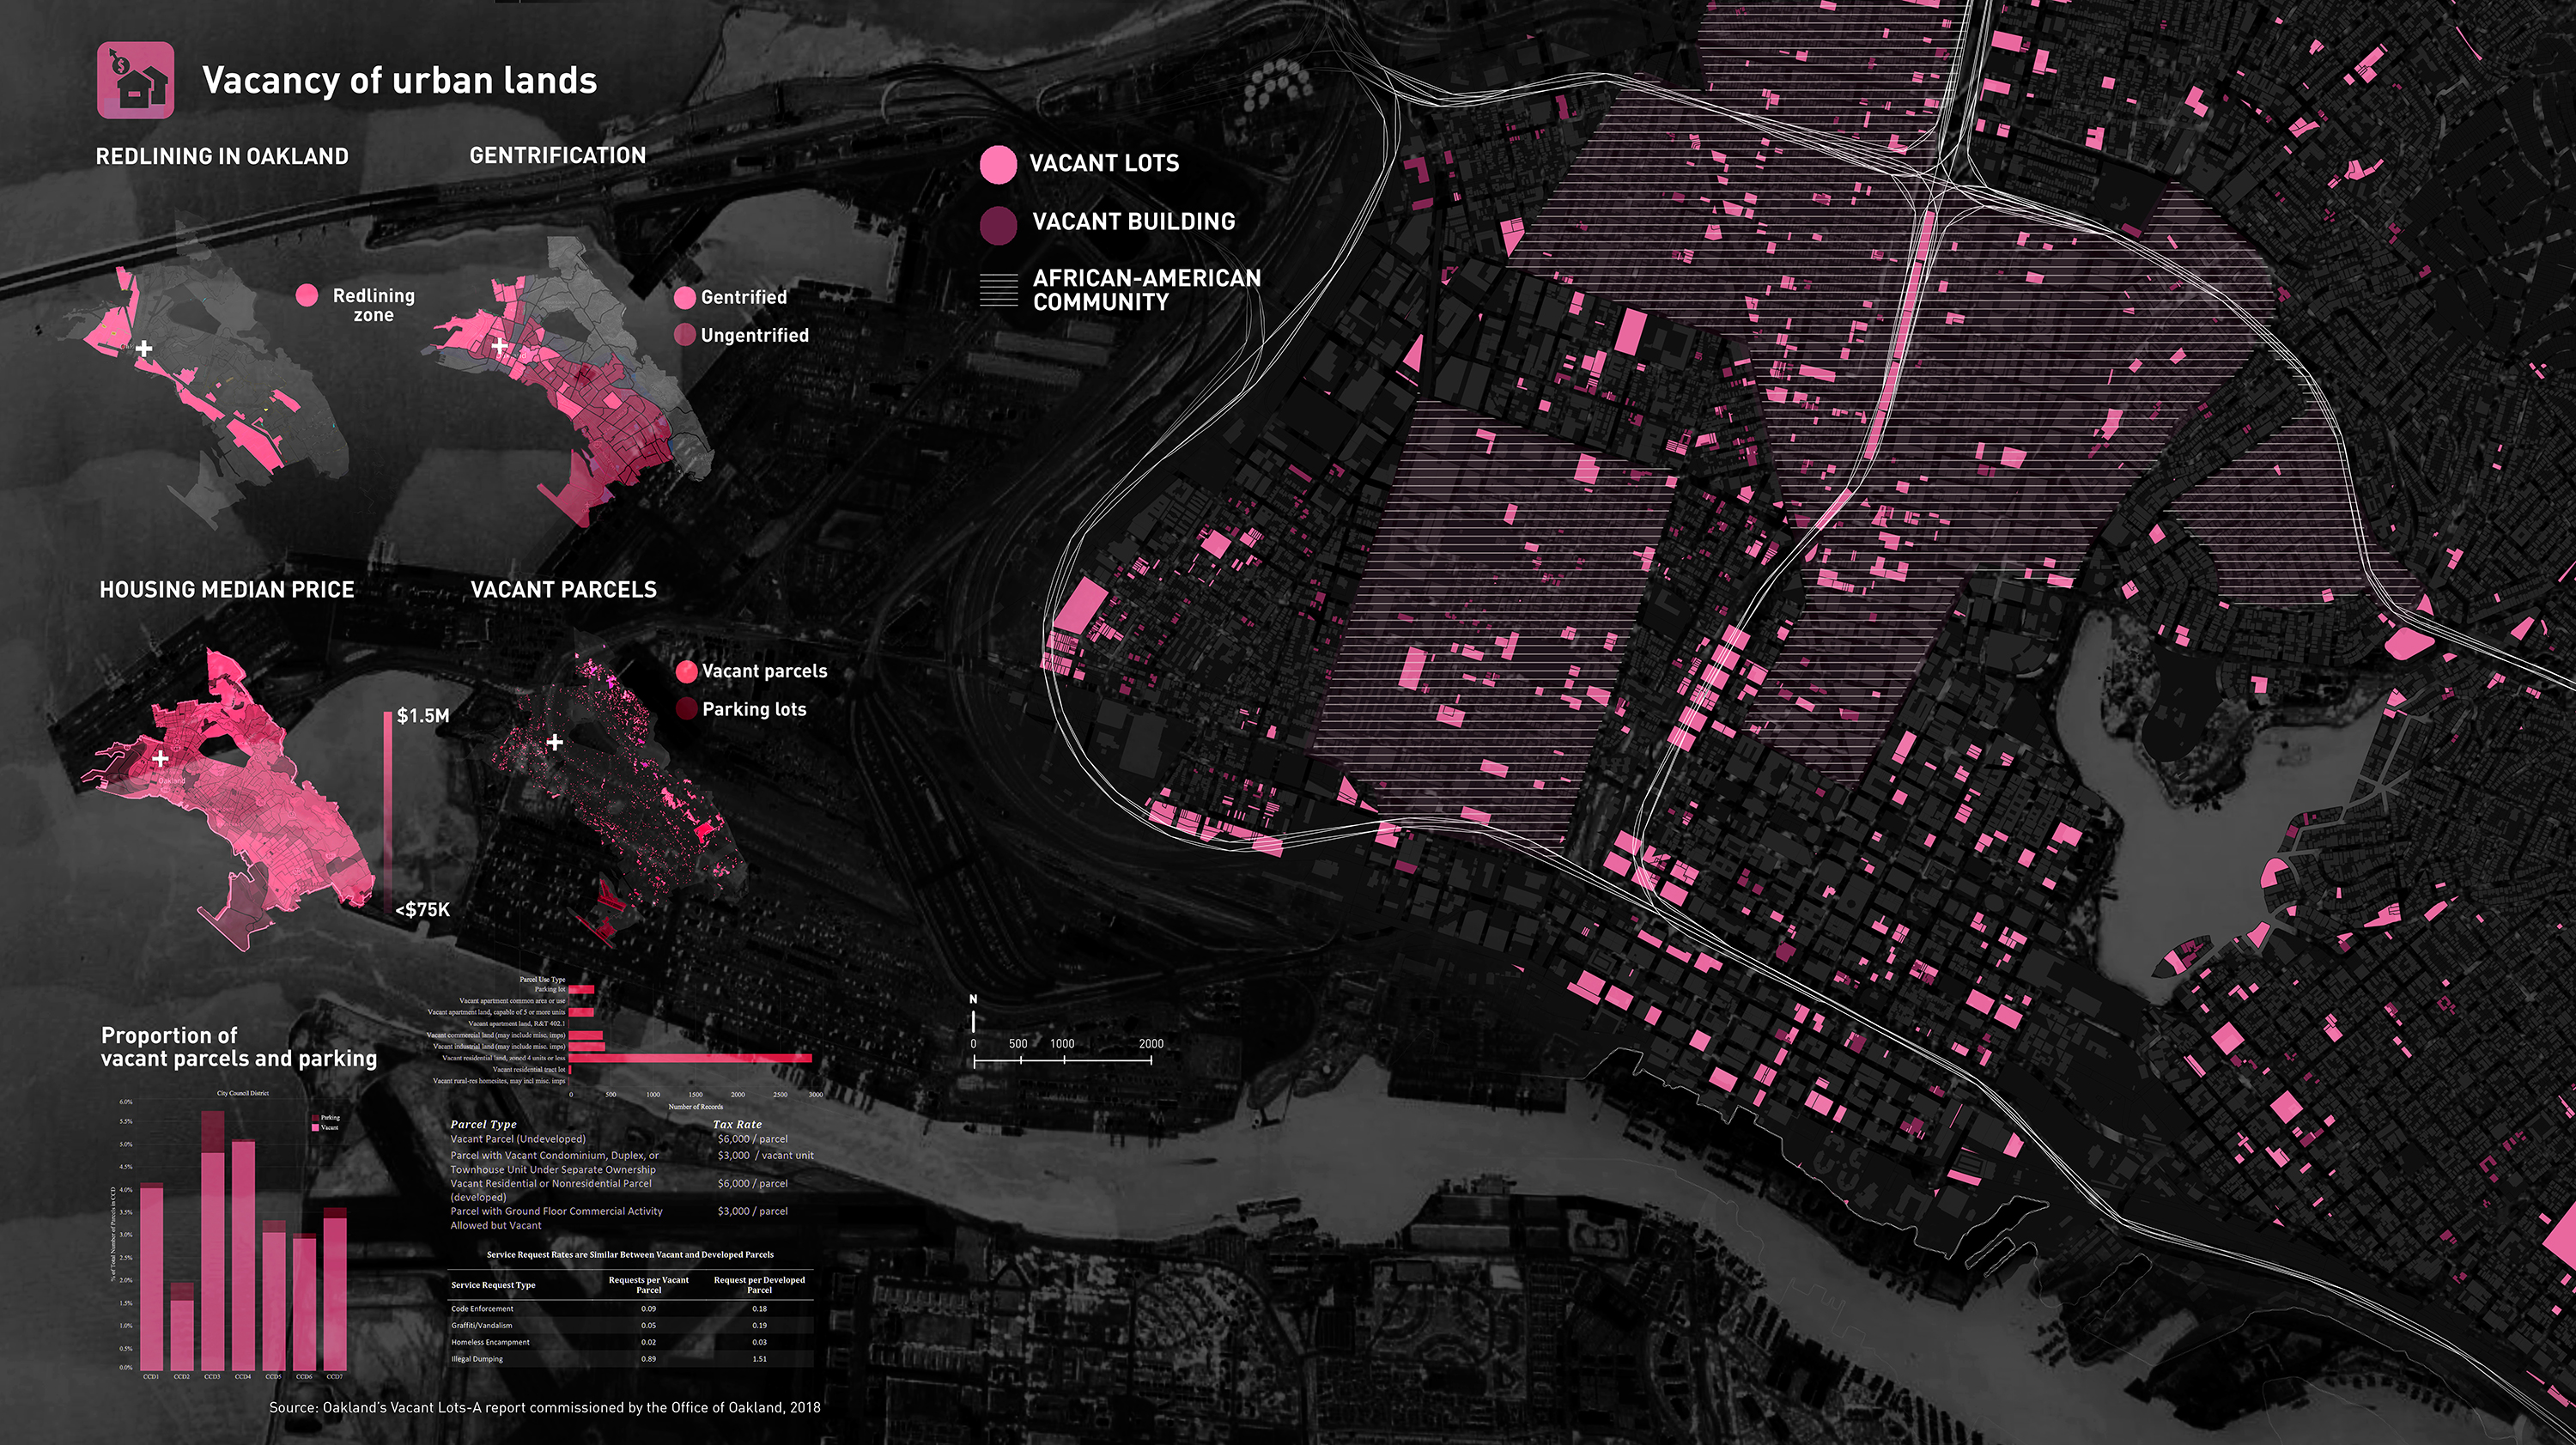 Vacancy of urban lands
REDLINING IN OAKLAND
GENTRIFICATION
Redlining
zone
Gentrified
Ungentrified
VACANT LOTS
VACANT BUILDING
AFRICAN-AMERICAN
COMMUNITY
HOUSING MEDIAN PRICE
VACANT PARCELS
$1.5M
<$75K
Oakland
Vacant parcels
Parking lots
Parcel Use Type
Parking lot
Vacant apartment common area or use
Vacant apartment land, capable of 5 or more units
Vacant apartment land, R&T 402.1
Vacant commercial land (may include misc. imps)
Vacant industrial land (may include misc. imps)
Vacant residential land, zoned 4 units or less
Vacant residential tract lot
Vacant rural-res homesites, may incl misc. imps
0 500 1000 1500 2000 2500 3000
Number of Records
N
0 500 1000 2000
Proportion of
vacant parcels and parking
City Council District
Parking
Vacant
% of Total Number of Parcels in CCD
6.0%
5.5%
5.0%
4.5%
4.0%
3.5%
3.0%
2.5%
2.0%
1.5%
1.0%
0.5%
0.0%
CCD1 CCD2 CCD3 CCD4 CCD5 CCD6 CCD7
Parcel Type Tax Rate
Vacant Parcel (Undeveloped) $6,000 / parcel
Parcel with Vacant Condominium, Duplex, or $3,000 / vacant unit
Townhouse Unit Under Separate Ownership
Vacant Residential or Nonresidential Parcel $6,000 / parcel
(developed)
Parcel with Ground Floor Commercial Activity $3,000 / parcel
Allowed but Vacant
Service Request Rates are Similar Between Vacant and Developed Parcels
Service Request Type Requests per Vacant Parcel Request per Developed Parcel
Code Enforcement 0.09 0.18
Graffiti/Vandalism 0.05 0.19
Homeless Encampment 0.02 0.03
Illegal Dumping 0.89 1.51
Source: Oakland's Vacant Lots-A report commissioned by the Office of Oakland, 2018